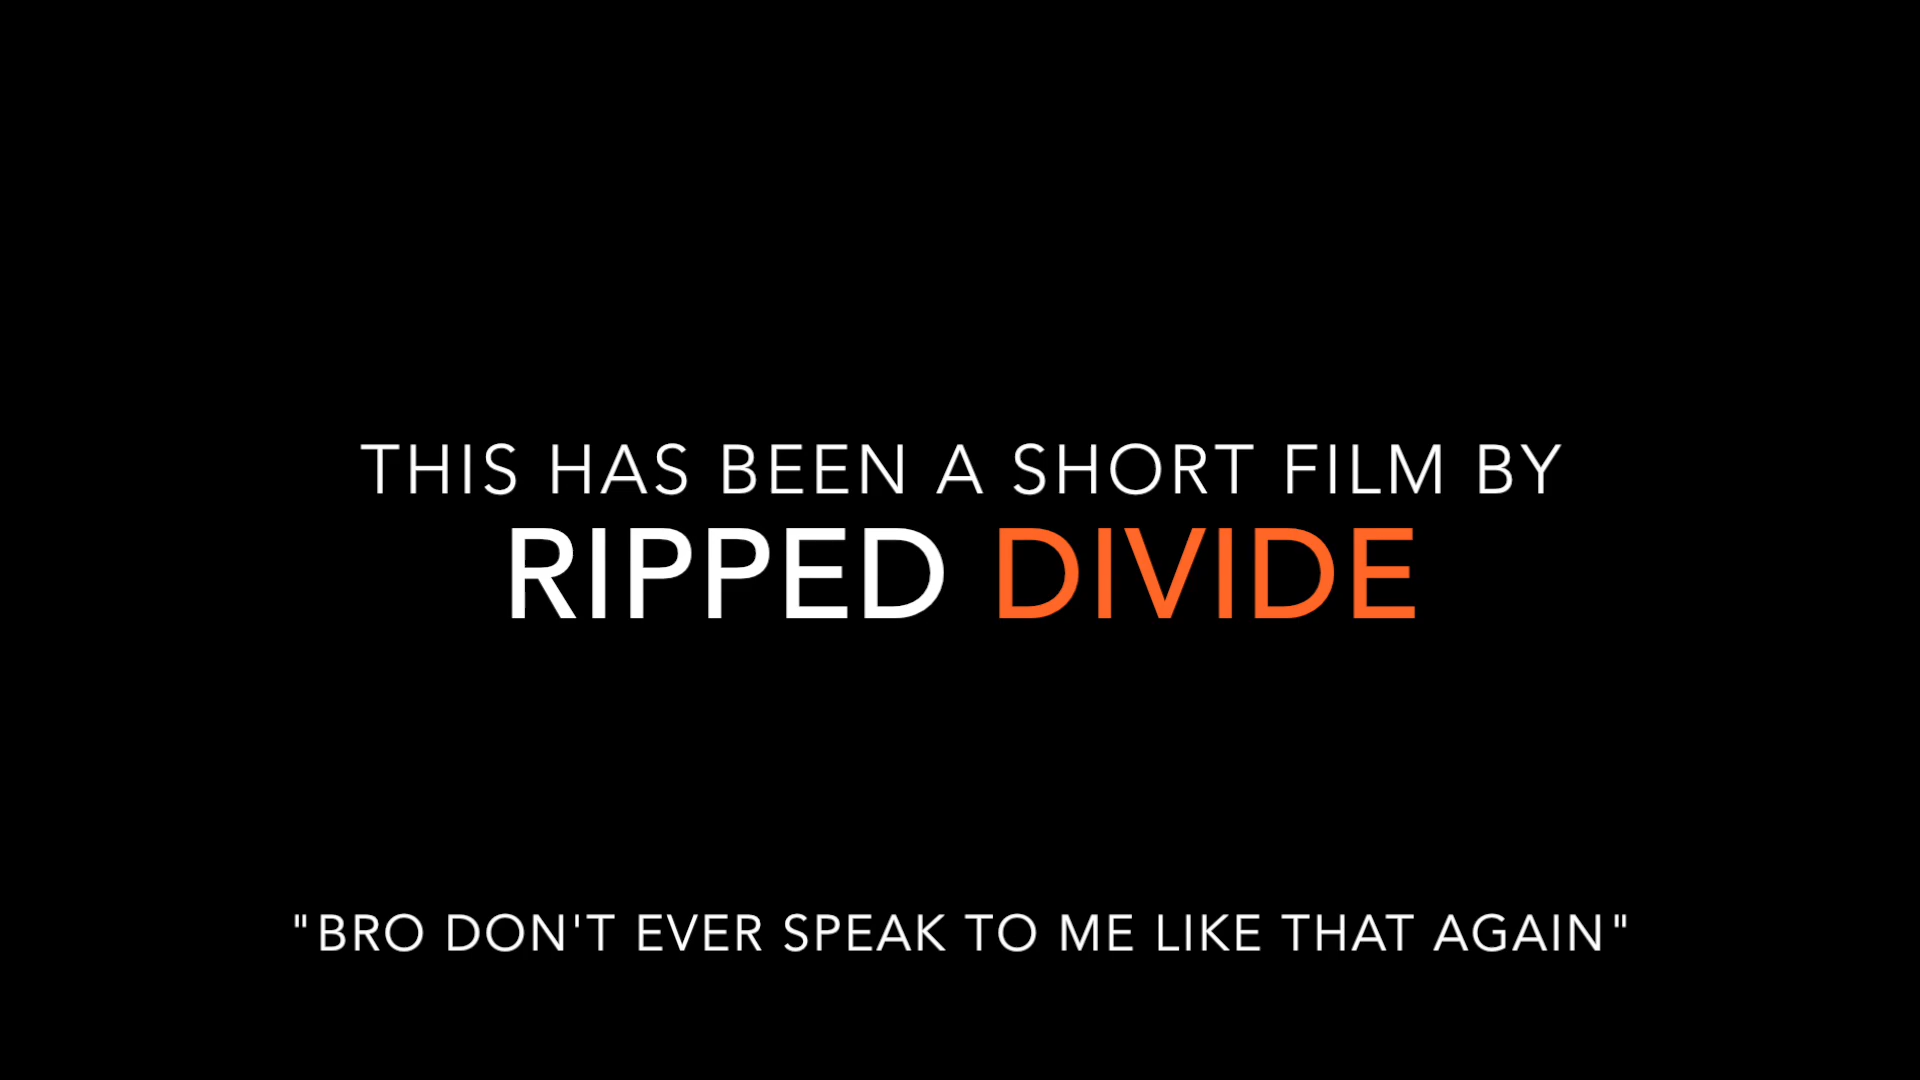 THIS HAS BEEN A SHORT FILM BY
RIPPED DIVIDE
"BRO DON'T EVER SPEAK TO ME LIKE THAT AGAIN"